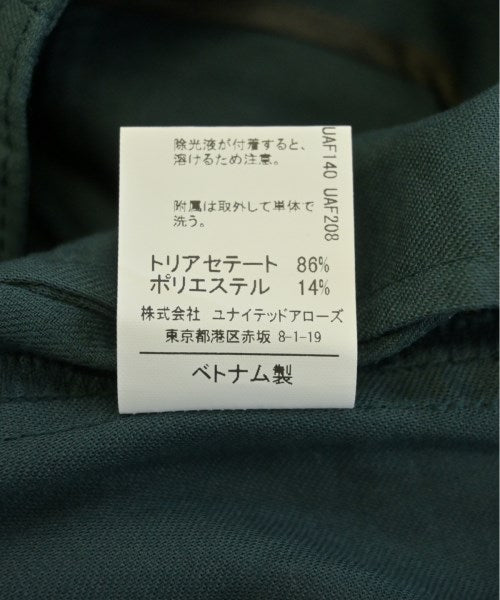 除光液が付着すると、
溶けるため注意。
附属は取外して単体で
洗う。
UAF140 UAF208
トリアセテート 86%
ポリエステル 14%
株式会社 ユナイテッドアローズ
東京都港区赤坂 8-1-19
ベトナム製